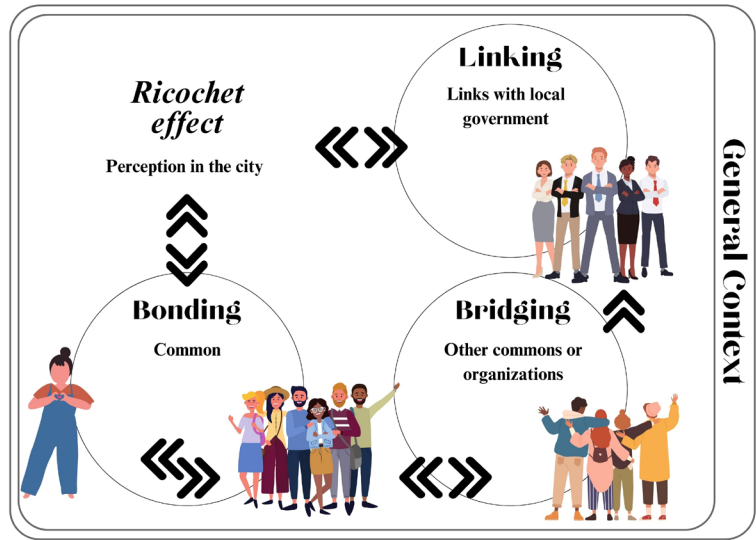 Ricochet
effect
Perception in the city
Linking
Links with local
government
Bonding
Common
Bridging
Other commons or
organizations
General Context